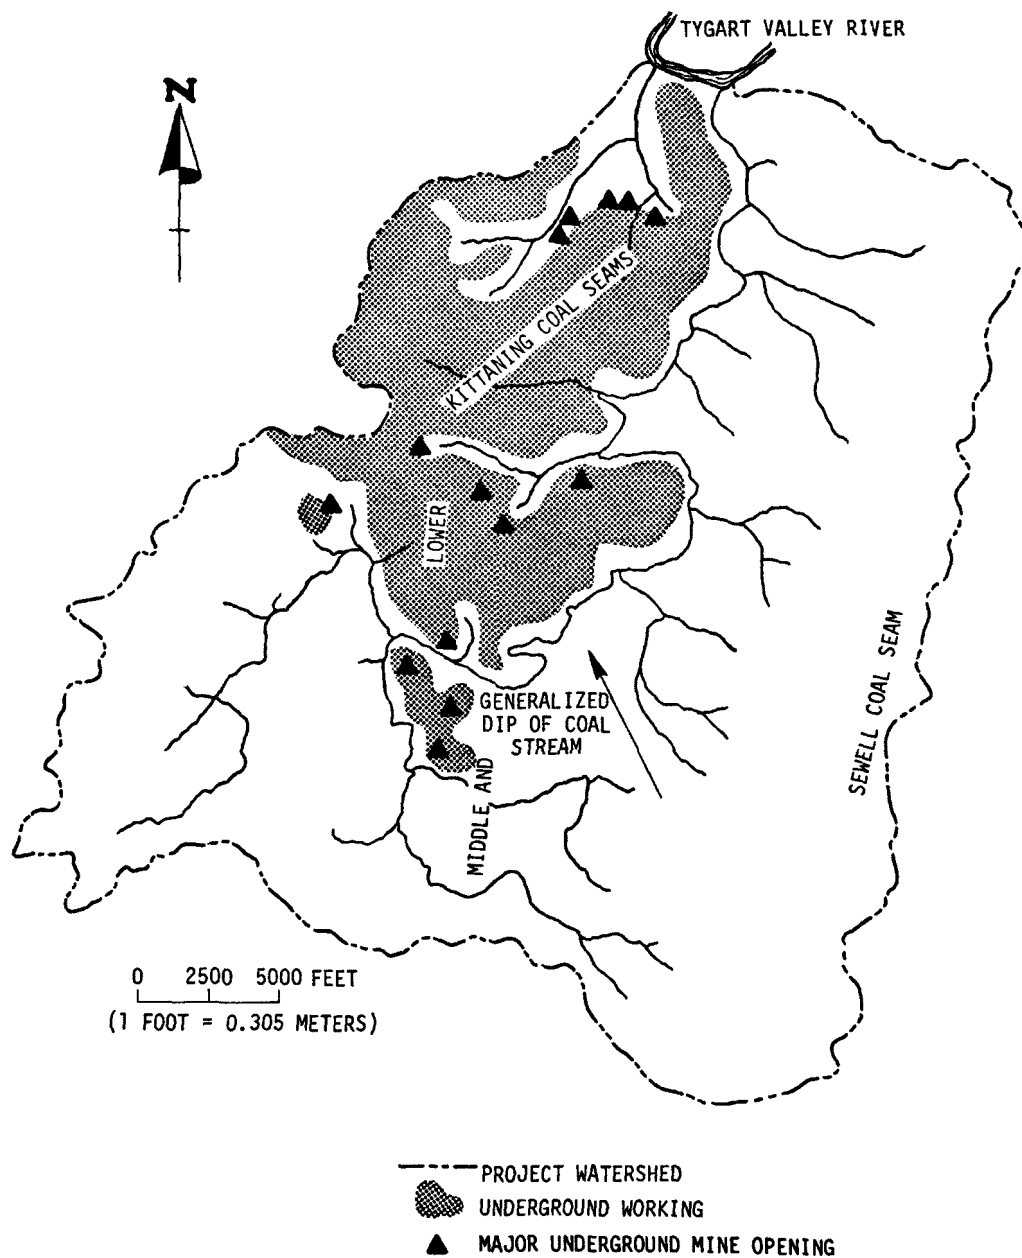 TYGART VALLEY RIVER
N
KITTANING COAL SEAMS
LOWER
SEWELL COAL SEAM
GENERALIZED
DIP OF COAL
STREAM
MIDDLE AND
0 2500 5000 FEET
(1 FOOT = 0.305 METERS)
PROJECT WATERSHED
UNDERGROUND WORKING
MAJOR UNDERGROUND MINE OPENING